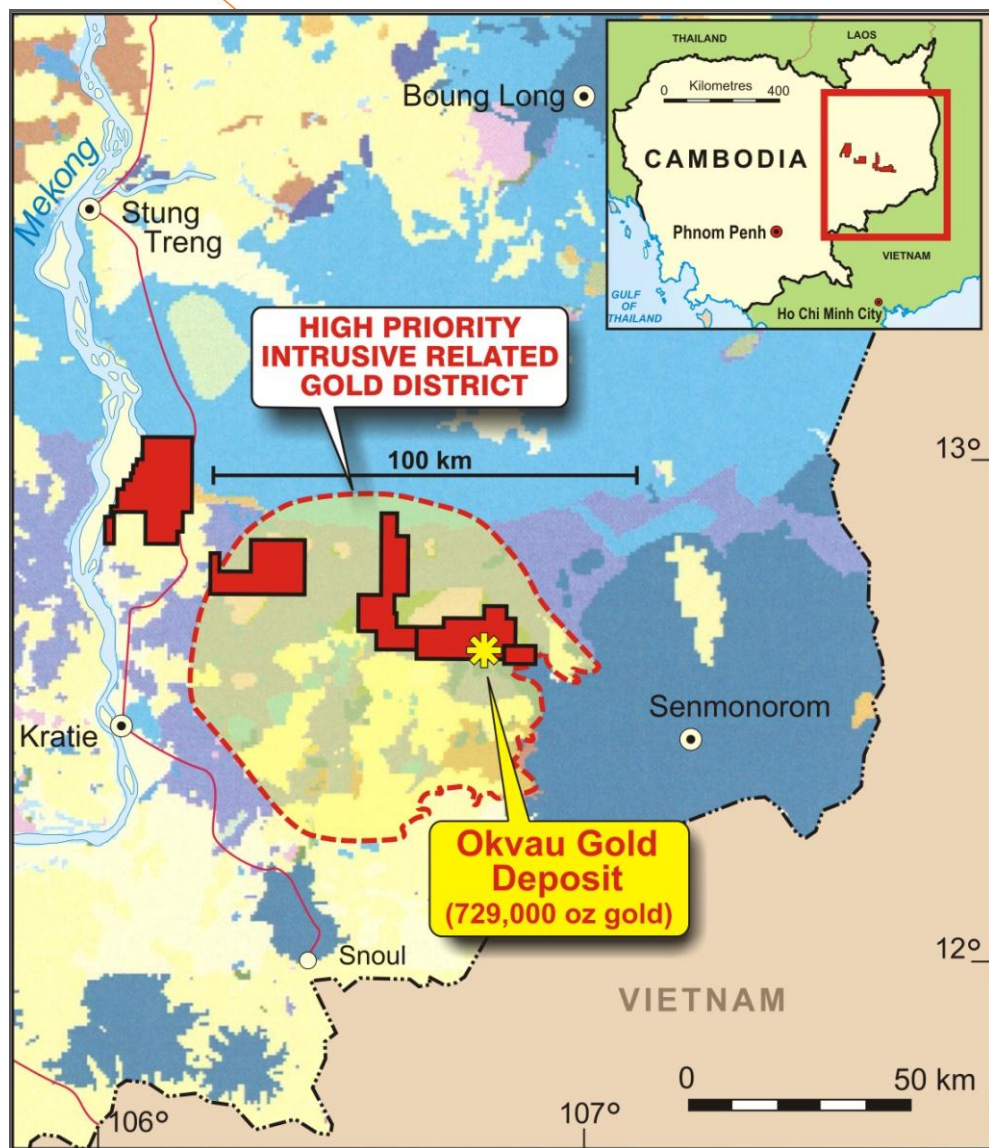 THAILAND
LAOS
Kilometres
0 400
CAMBODIA
Phnom Penh
VIETNAM
GULF
OF
THAILAND
Ho Chi Minh City
Boung Long
Mekong
Stung
Treng
HIGH PRIORITY
INTRUSIVE RELATED
GOLD DISTRICT
100 km
13°
Kratie
Senmonorom
Okvau Gold
Deposit
(729,000 oz gold)
Snoul
12°
VIETNAM
0 50 km
106°
107°